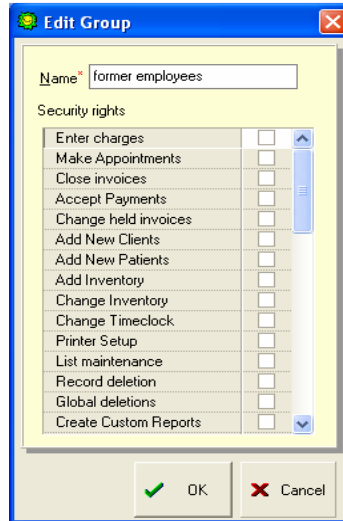 Edit Group
Name* former employees
Security rights
Enter charges
Make Appointments
Close invoices
Accept Payments
Change held invoices
Add New Clients
Add New Patients
Add Inventory
Change Inventory
Change Timeclock
Printer Setup
List maintenance
Record deletion
Global deletions
Create Custom Reports
OK Cancel